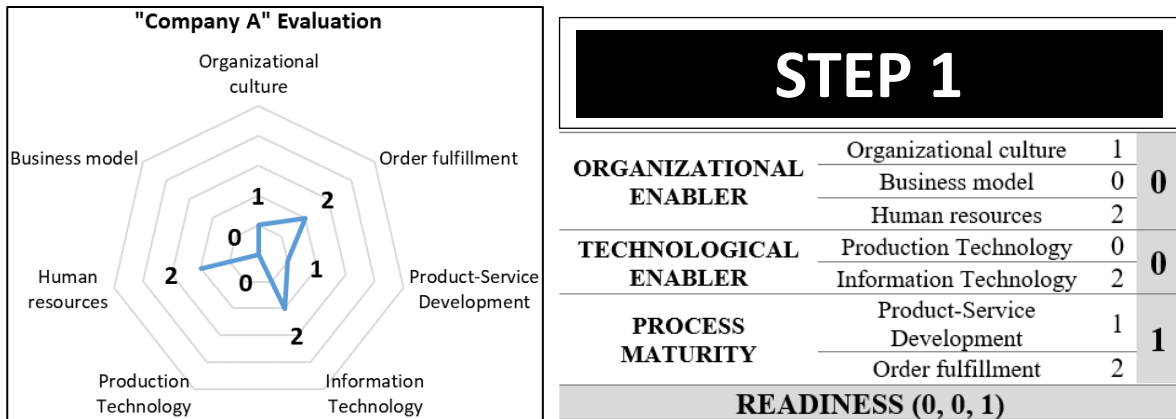 "Company A" Evaluation
Organizational
culture
Business model
Order fulfillment
1
2
0
2
1
0
2
Human
resources
Product-Service
Development
Production
Technology
Information
Technology
STEP 1
ORGANIZATIONAL
ENABLER
Organizational culture 1
Business model 0
Human resources 2
0
TECHNOLOGICAL
ENABLER
Production Technology 0
Information Technology 2
0
PROCESS
MATURITY
Product-Service
Development 1
Order fulfillment 2
1
READINESS (0, 0, 1)